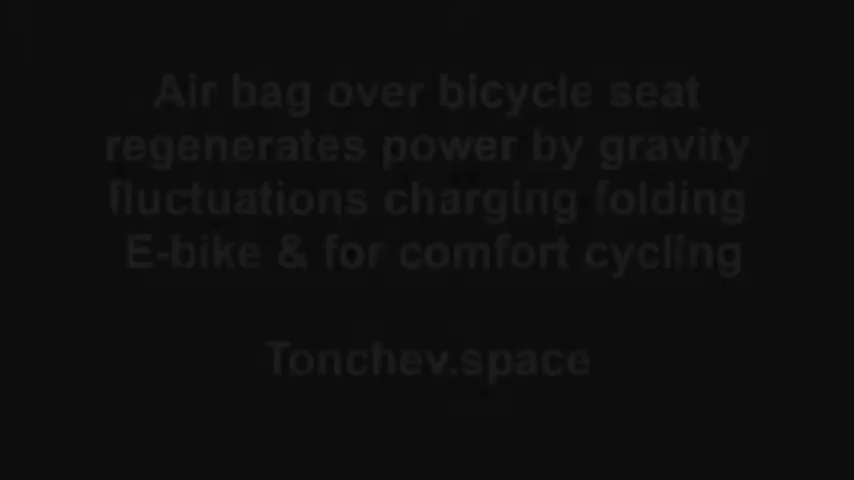 Air bag over bicycle seat
regenerates power by gravity
fluctuations charging folding
E-bike & for comfort cycling
Tonchev.space